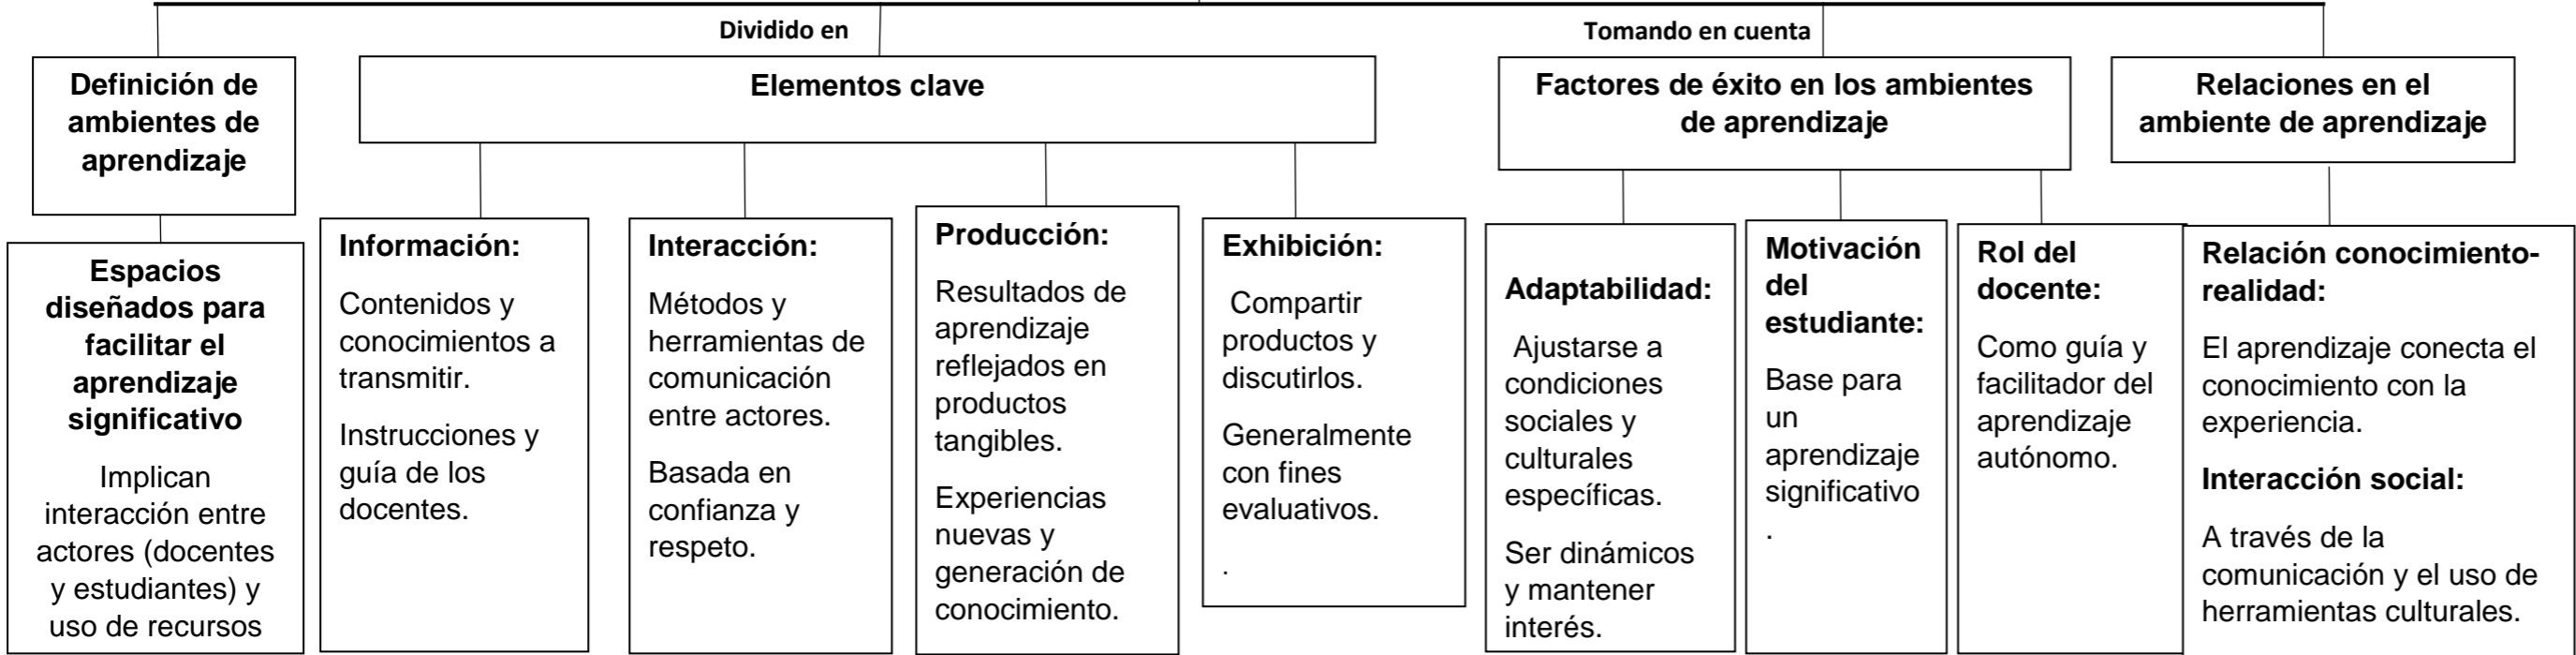 Dividido en
Tomando en cuenta
Definición de
ambientes de
aprendizaje
Elementos clave
Factores de éxito en los ambientes
de aprendizaje
Relaciones en el
ambiente de aprendizaje
Espacios
diseñados para
facilitar el
aprendizaje
significativo
Implican
interacción entre
actores (docentes
y estudiantes) y
uso de recursos
Información:
Contenidos y
conocimientos a
transmitir.
Instrucciones y
guía de los
docentes.
Interacción:
Métodos y
herramientas de
comunicación
entre actores.
Basada en
confianza y
respeto.
Producción:
Resultados de
aprendizaje
reflejados en
productos
tangibles.
Experiencias
nuevas y
generación de
conocimiento.
Exhibición:
Compartir
productos y
discutirlos.
Generalmente
con fines
evaluativos.
.
Adaptabilidad:
Ajustarse a
condiciones
sociales y
culturales
específicas.
Ser dinámicos
y mantener
interés.
Motivación
del
estudiante:
Base para
un
aprendizaje
significativo
.
Rol del
docente:
Como guía y
facilitador del
aprendizaje
autónomo.
Relación conocimiento-
realidad:
El aprendizaje conecta el
conocimiento con la
experiencia.
Interacción social:
A través de la
comunicación y el uso de
herramientas culturales.